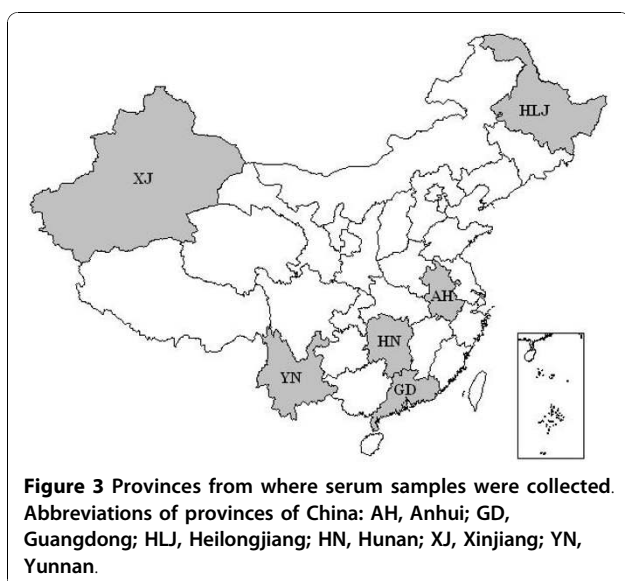 HLJ
XJ
AH
HN
YN
GD
Figure 3 Provinces from where serum samples were collected.
Abbreviations of provinces of China: AH, Anhui; GD,
Guangdong; HLJ, Heilongjiang; HN, Hunan; XJ, Xinjiang; YN,
Yunnan.